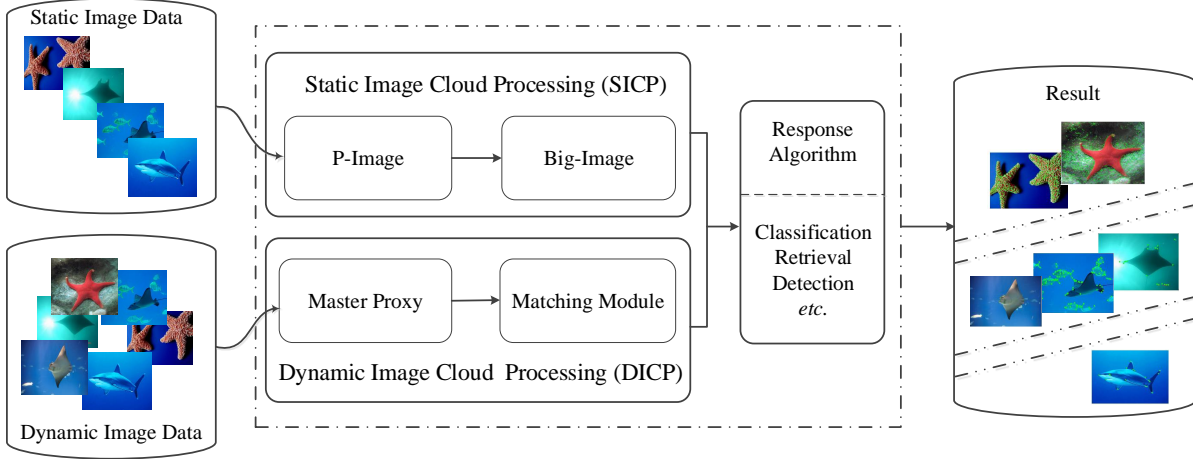 Static Image Data
Static Image Cloud Processing (SICP)
P-Image
Big-Image
Master Proxy
Matching Module
Dynamic Image Cloud Processing (DICP)
Dynamic Image Data
Response
Algorithm
Classification
Retrieval
Detection
etc.
Result